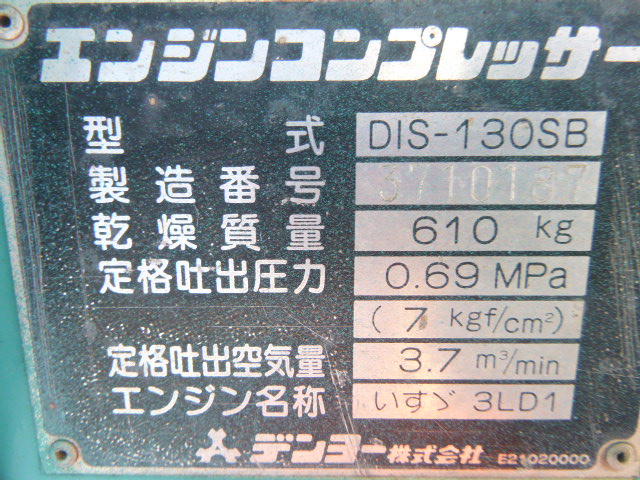 エンジンコンプレッサー
型式 DIS-130SB
製造番号 3710187
乾燥質量 610 kg
定格吐出圧力 0.69 MPa
(7 kgf/cm²)
定格吐出空気量 3.7 m³/min
エンジン名称 いすゞ 3LD1
デンヨー株式会社 E21020000